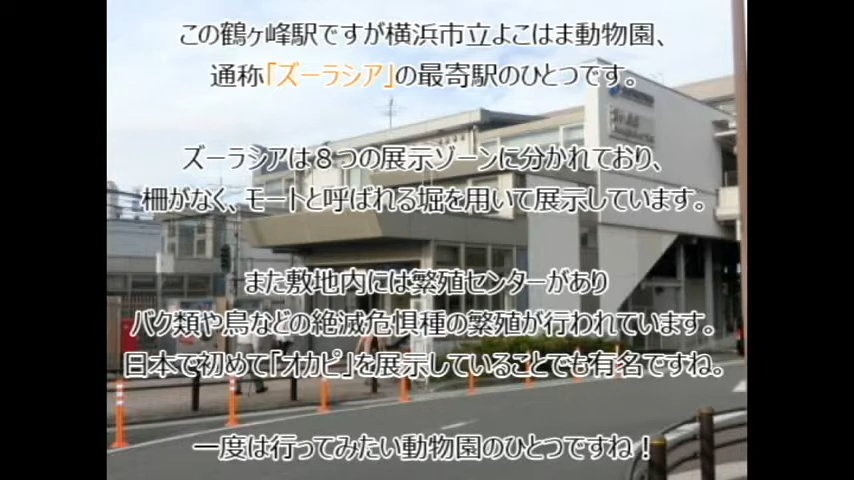 この鶴ヶ峰駅ですが横浜市立よこはま動物園、
通称「ズーラシア」の最寄駅のひとつです。
ズーラシアは８つの展示ゾーンに分かれており、
柵がなく、モートと呼ばれる堀を用いて展示しています。
また敷地内には繁殖センターがあり
バク類や鳥などの絶滅危惧種の繁殖が行われています。
日本で初めて「オカピ」を展示していることでも有名ですね。
一度は行ってみたい動物園のひとつですね！